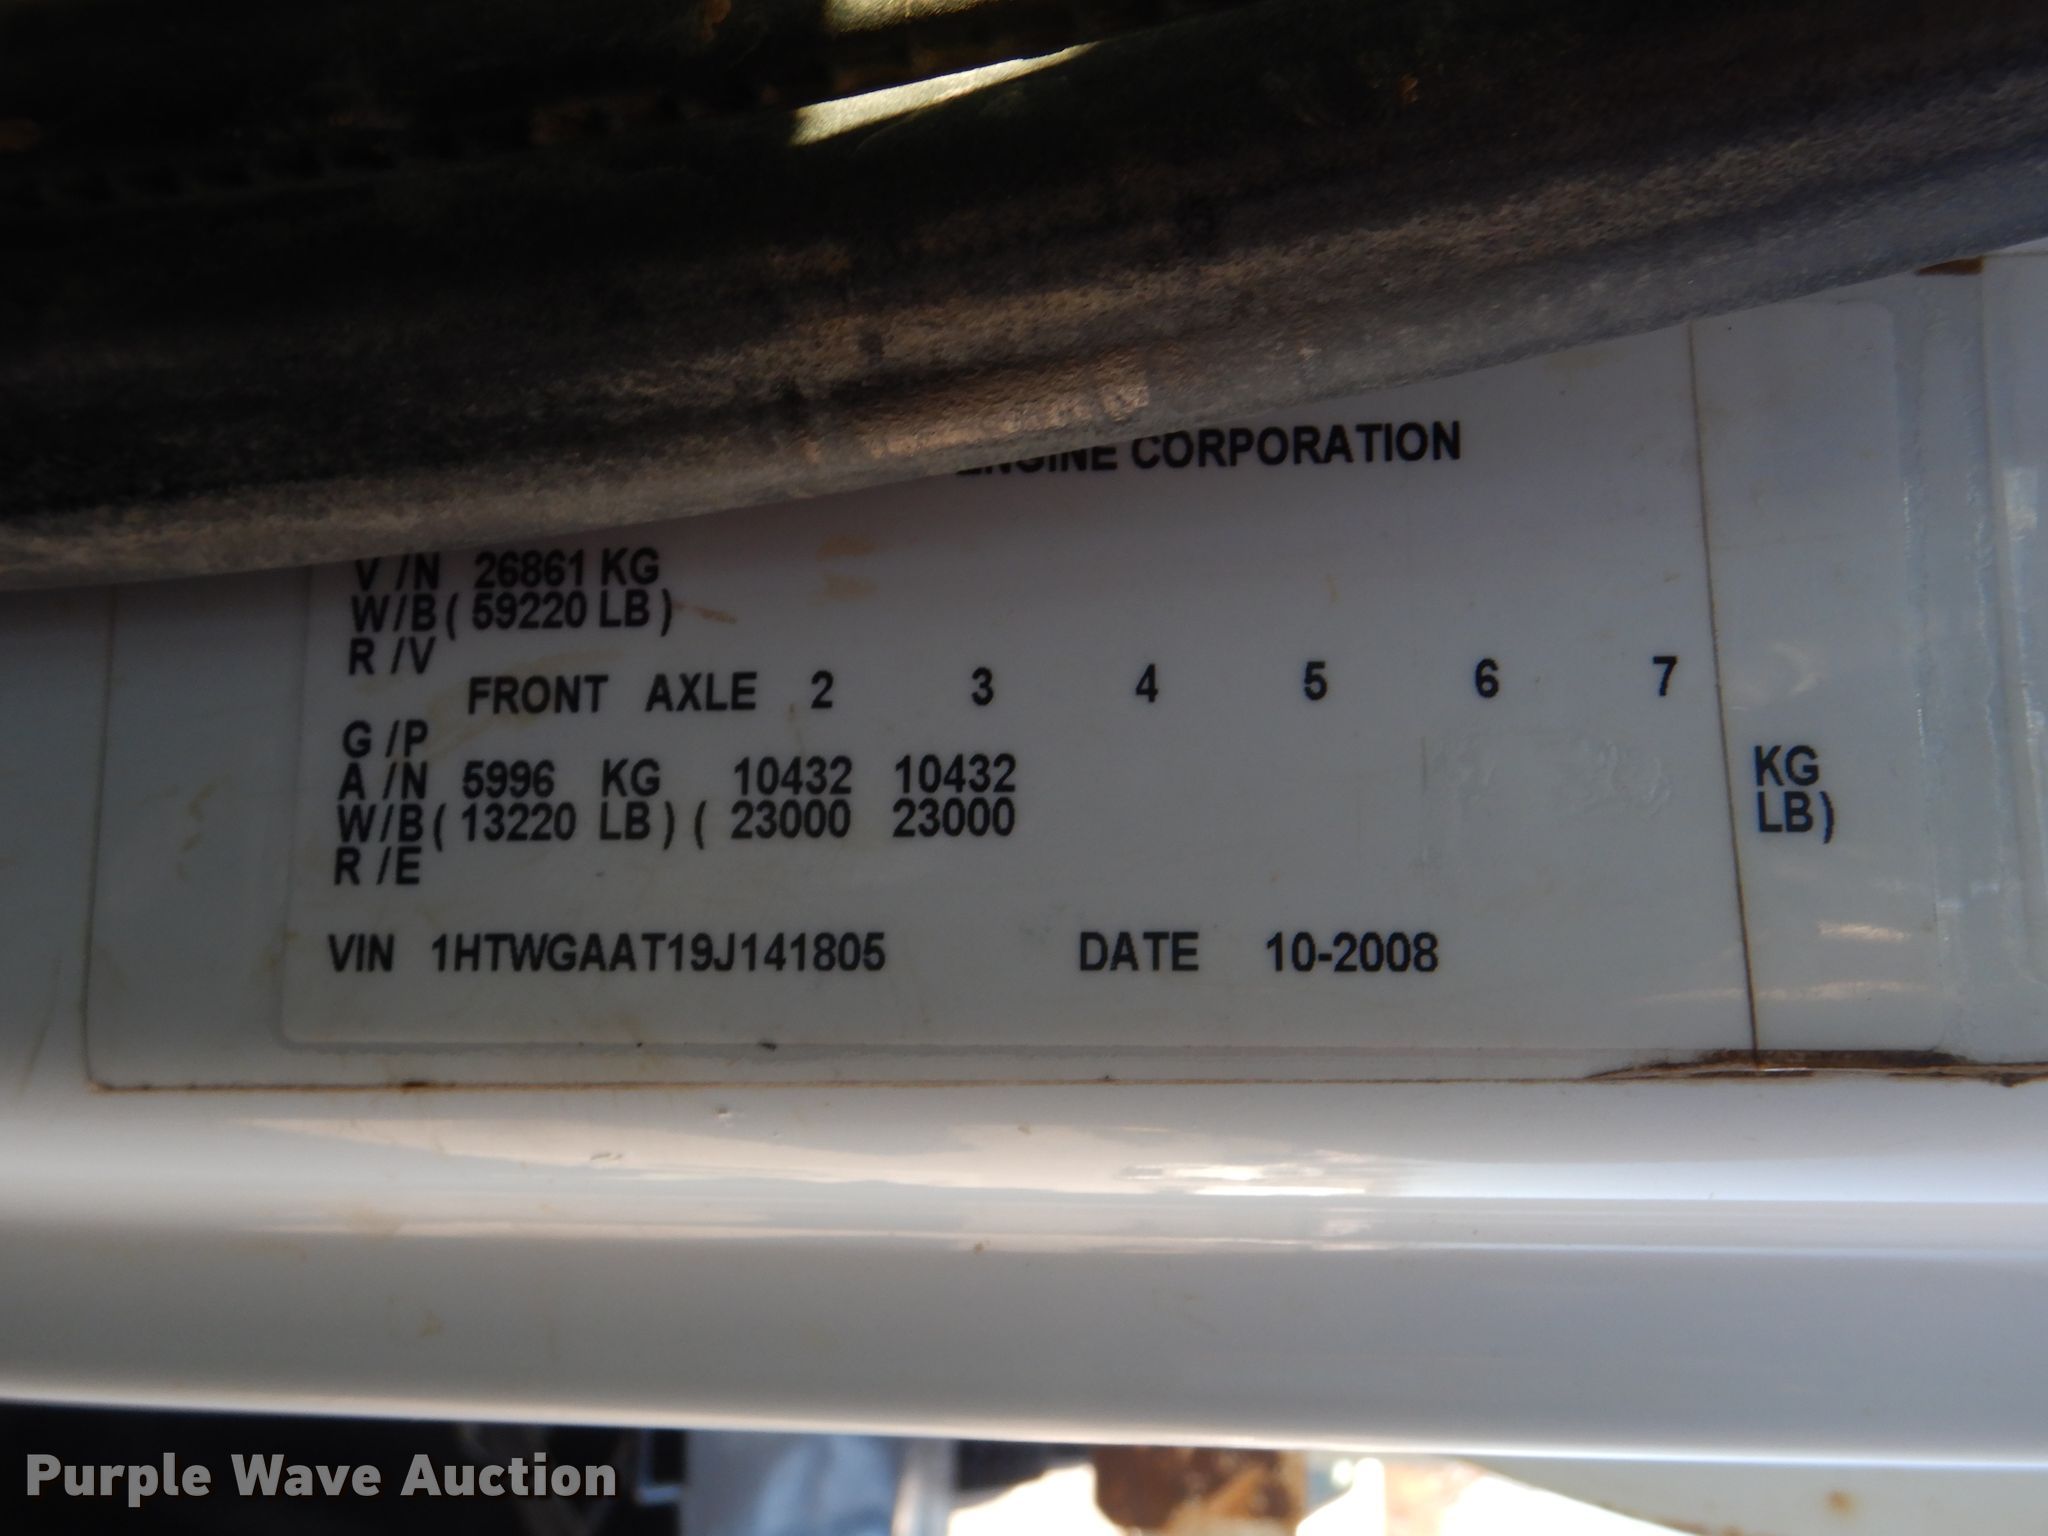 ENGINE CORPORATION
V /N 26861 KG
W/B ( 59220 LB )
R /V
FRONT AXLE 2 3 4 5 6 7
G /P
A /N 5996 KG 10432 10432 KG
W/B ( 13220 LB ) ( 23000 23000 LB )
R /E
VIN 1HTWGAAT19J141805 DATE 10-2008
Purple Wave Auction